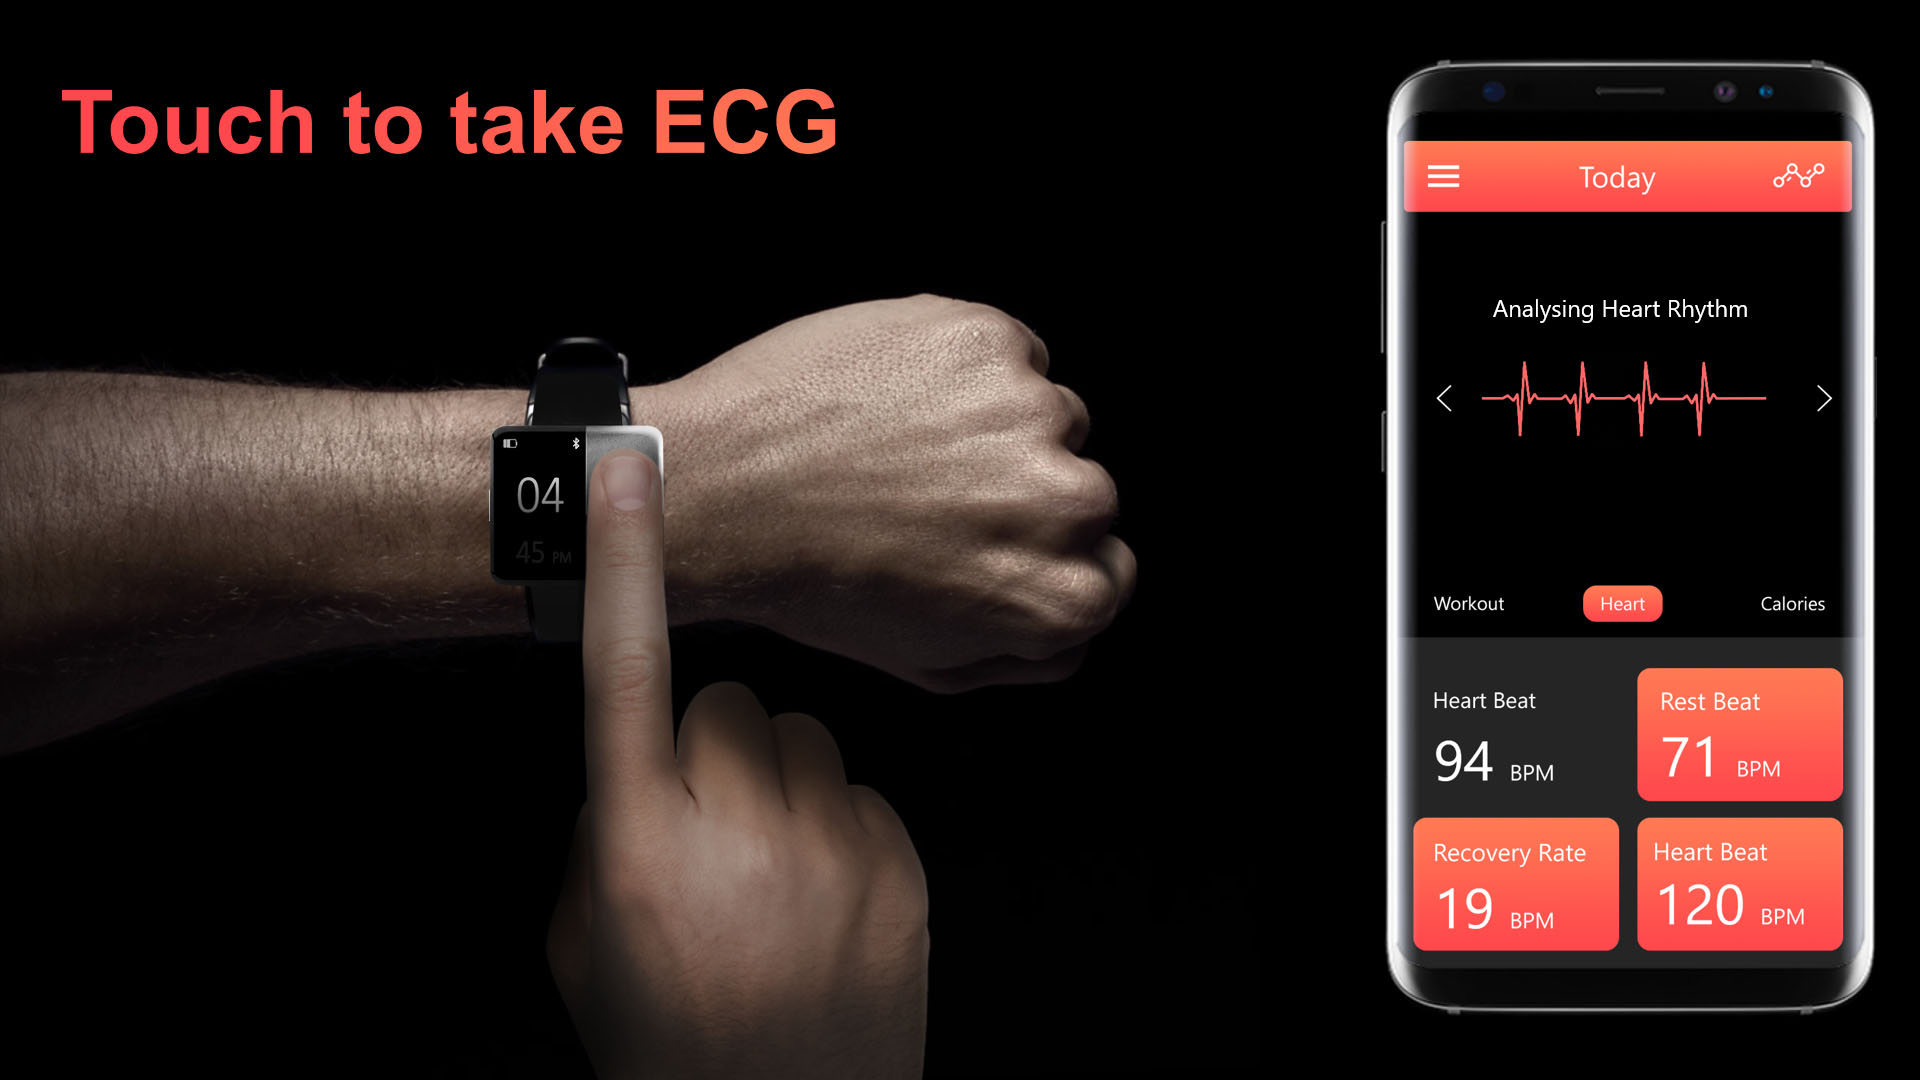 Touch to take ECG
04
45 PM
Today
Analysing Heart Rhythm
Workout
Heart
Calories
Heart Beat
94 BPM
Rest Beat
71 BPM
Recovery Rate
19 BPM
Heart Beat
120 BPM